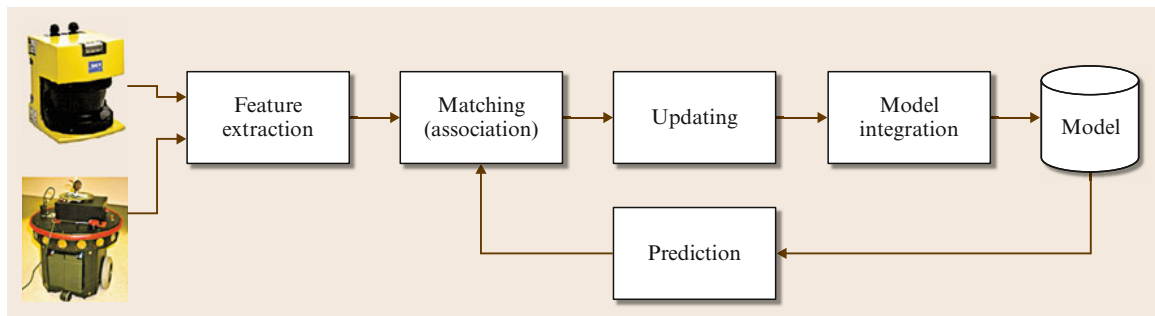 Feature
extraction
Matching
(association)
Updating
Model
integration
Model
Prediction